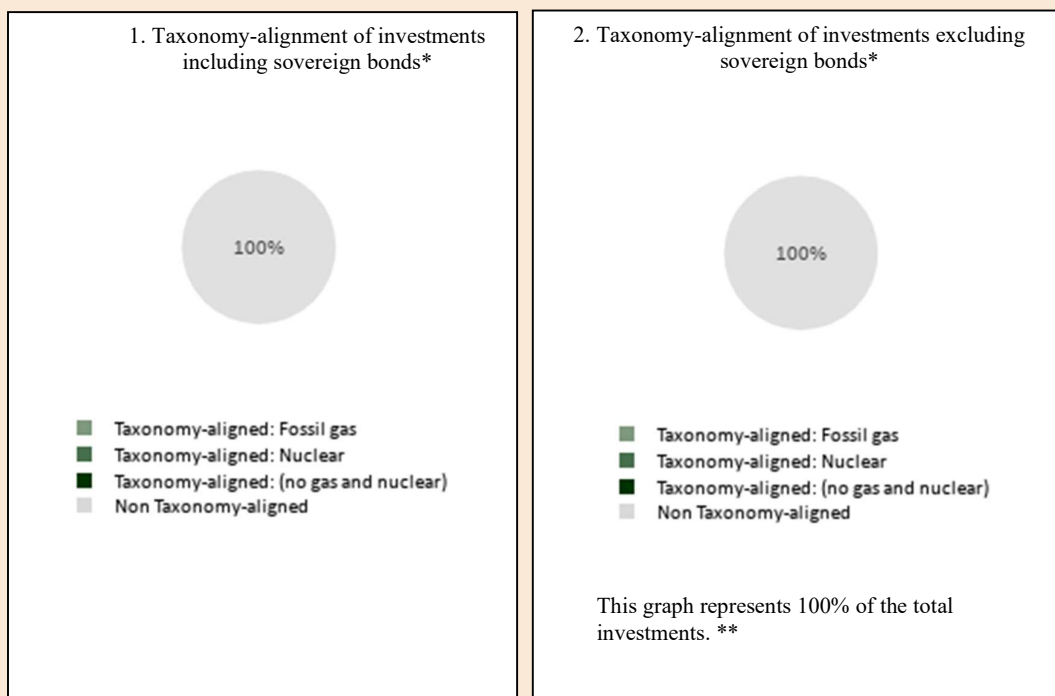 1. Taxonomy-alignment of investments
including sovereign bonds*
100%
Taxonomy-aligned: Fossil gas
Taxonomy-aligned: Nuclear
Taxonomy-aligned: (no gas and nuclear)
Non Taxonomy-aligned
2. Taxonomy-alignment of investments excluding
sovereign bonds*
100%
Taxonomy-aligned: Fossil gas
Taxonomy-aligned: Nuclear
Taxonomy-aligned: (no gas and nuclear)
Non Taxonomy-aligned
This graph represents 100% of the total
investments. **